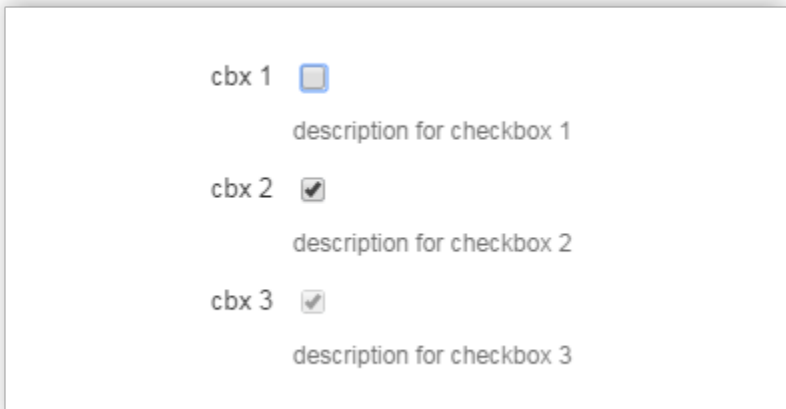 cbx 1
description for checkbox 1
cbx 2
description for checkbox 2
cbx 3
description for checkbox 3